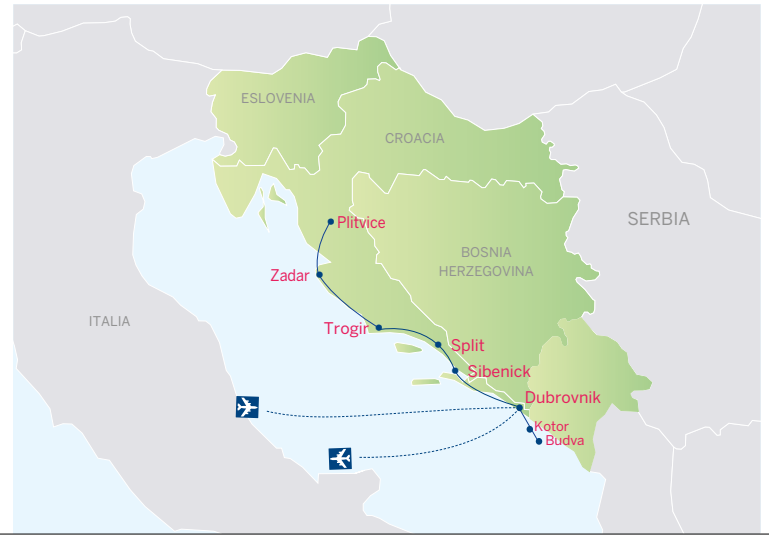 ESLOVENIA
CROACIA
SERBIA
Plitvice
BOSNIA
HERZEGOVINA
Zadar
ITALIA
Trogir
Split
Sibenick
Dubrovnik
Kotor
Budva